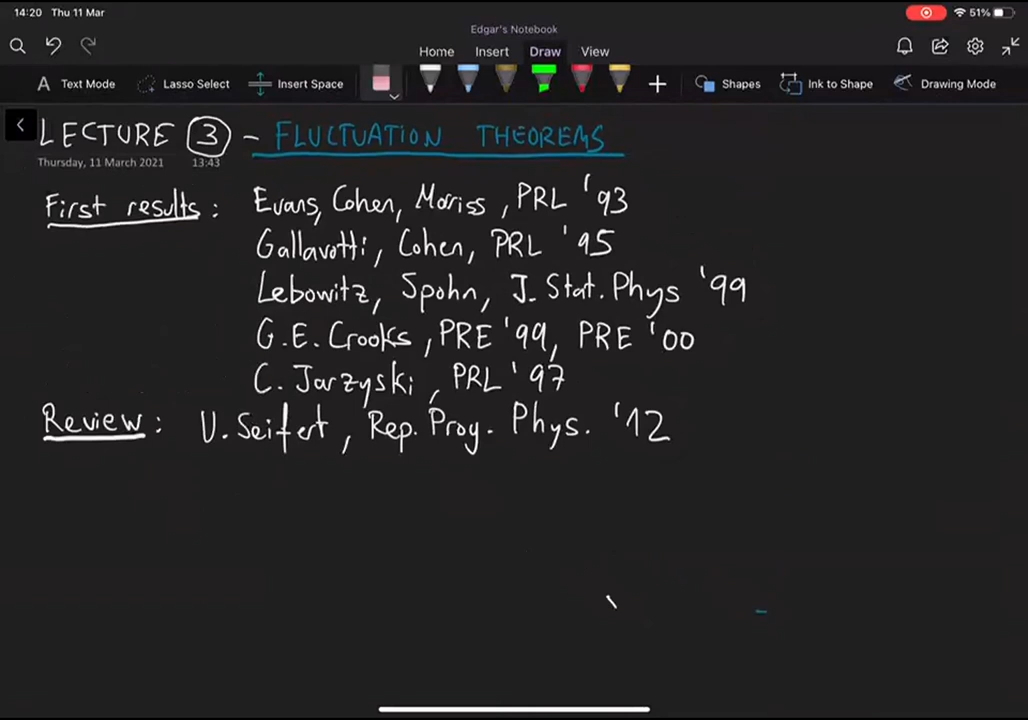 14:20 Thu 11 Mar 51%
Edgar's Notebook
Home Insert Draw View
A Text Mode Lasso Select Insert Space Shapes Ink to Shape Drawing Mode
LECTURE 3 - FLUCTUATION THEOREMS
Thursday, 11 March 2021 13:43
First results: Evans, Cohen, Morriss, PRL '93
Gallavotti, Cohen, PRL '95
Lebowitz, Spohn, J. Stat. Phys '99
G.E. Crooks, PRE '99, PRE '00
C. Jarzyski, PRL '97
Review: U. Seifert, Rep. Prog. Phys. '12